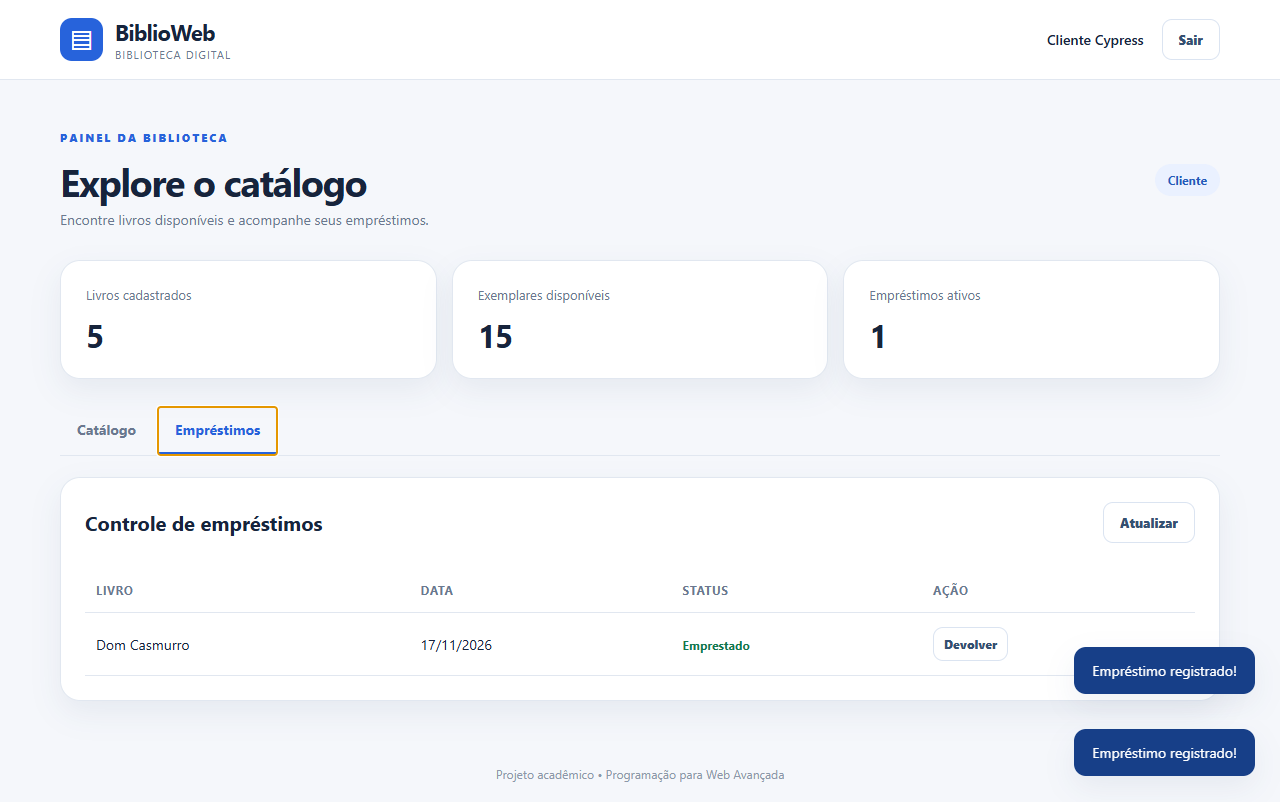 BiblioWeb
BIBLIOTECA DIGITAL
Cliente Cypress
Sair
PAINEL DA BIBLIOTECA
Explore o catálogo
Encontre livros disponíveis e acompanhe seus empréstimos.
Cliente
Livros cadastrados
5
Exemplares disponíveis
15
Empréstimos ativos
1
Catálogo
Empréstimos
Controle de empréstimos
Atualizar
LIVRO DATA STATUS AÇÃO
Dom Casmurro 17/11/2026 Emprestado Devolver
Empréstimo registrado!
Empréstimo registrado!
Projeto acadêmico • Programação para Web Avançada